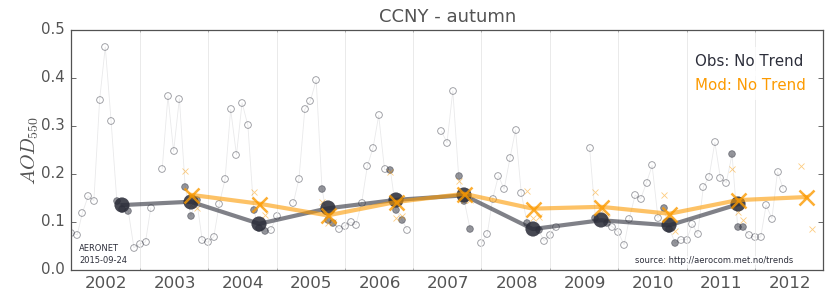 CCNY - autumn
0.5
0.4
0.3
0.2
0.1
0.0
AOD550
Obs: No Trend
Mod: No Trend
AERONET
2015-09-24
source: http://aerocom.met.no/trends
2002 2003 2004 2005 2006 2007 2008 2009 2010 2011 2012